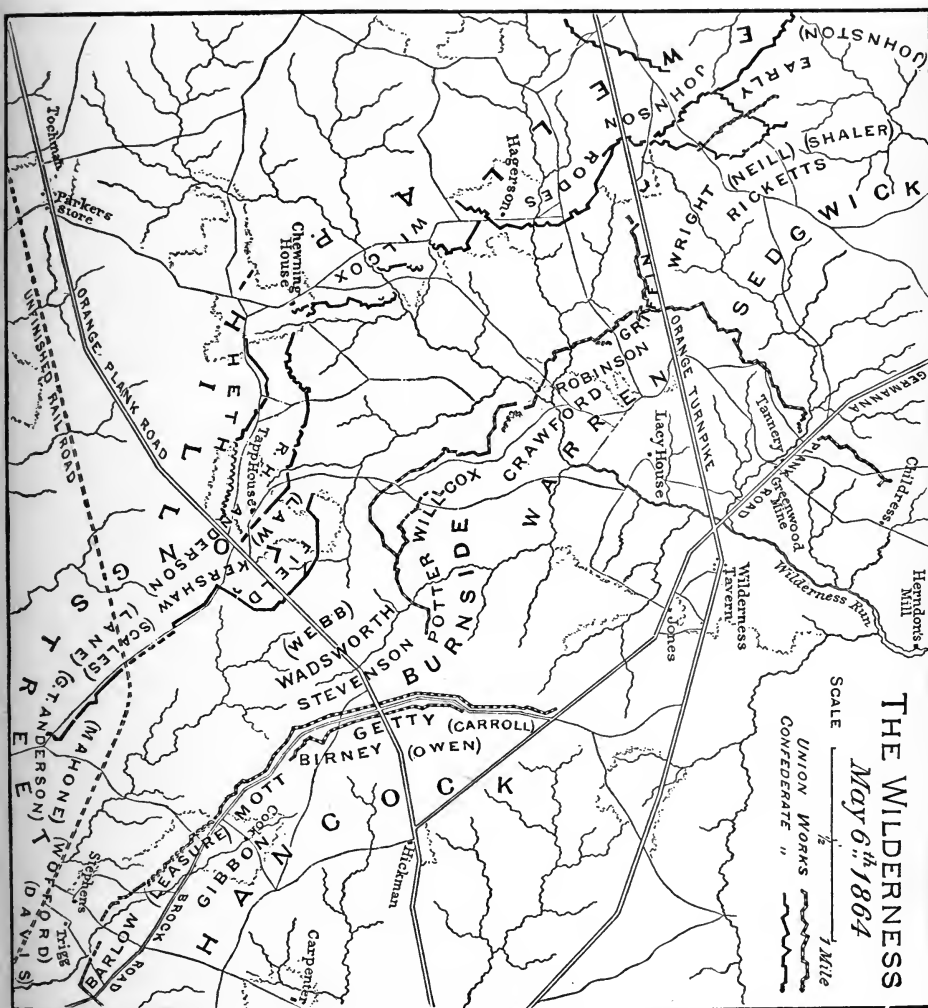 THE WILDERNESS
May 6th 1864
SCALE
1/2
1 Mile
UNION WORKS
CONFEDERATE "
(JOHNSTON)
EARLY
JOHNSON
EWELL
RODES
Hagerson
(SHALER)
(NEILL)
RICKETTS
WRIGHT
SEDGWICK
GERMANNA
PLANK
ROAD
Tannery
Greenwood
Mine
Childress
Herndon's
Mill
Wilderness Run
Wilderness
Tavern
ORANGE TURNPIKE
Lacy House
Jones
GRIFFIN
ROBINSON
CRAWFORD
WARREN
WILLCOX
POTTER
BURNSIDE
STEVENSON
WADSWORTH
(WEBB)
A.P. HILL
WILCOX
Chewning
House
HETH
Tapp House
Tochman
Parkers
store
ORANGE PLANK ROAD
UNFINISHED RAILROAD
(LAW)
FIELD
KERSHAW
ANDERSON
LONGSTREET
(SCALES)
(LANE)
(G.T. ANDERSON)
(MAHONE)
(WOFFORD)
(DAVIS)
GETTY
(CARROLL)
BIRNEY
(OWEN)
HANCOCK
MOTT
Cook
GIBBON
(LEASURE)
BARLOW
BROCK
ROAD
Stephens
Trigg
Hickman
Carpenter